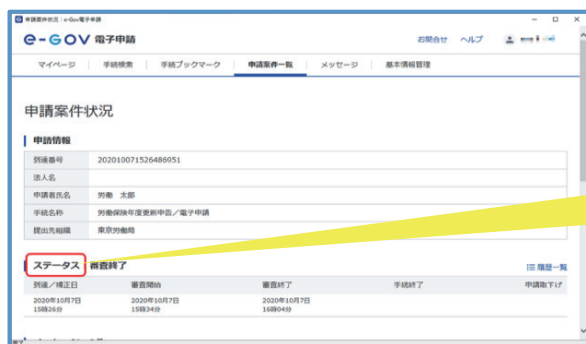 申請案件状況｜e-Gov電子申請
e-GOV 電子申請
お問合せ ヘルプ
マイページ 手続検索 手続ブックマーク 申請案件一覧 メッセージ 基本情報管理
申請案件状況
申請情報
到達番号 202010071526486951
法人名
申請者氏名 労働 太郎
手続名称 労働保険年度更新申告／電子申請
提出先組織 東京労働局
ステータス 審査終了 履歴一覧
到達／補正日 審査開始 審査終了 手続終了 申請取下げ
2020年10月7日 2020年10月7日 2020年10月7日
15時26分 15時34分 16時04分